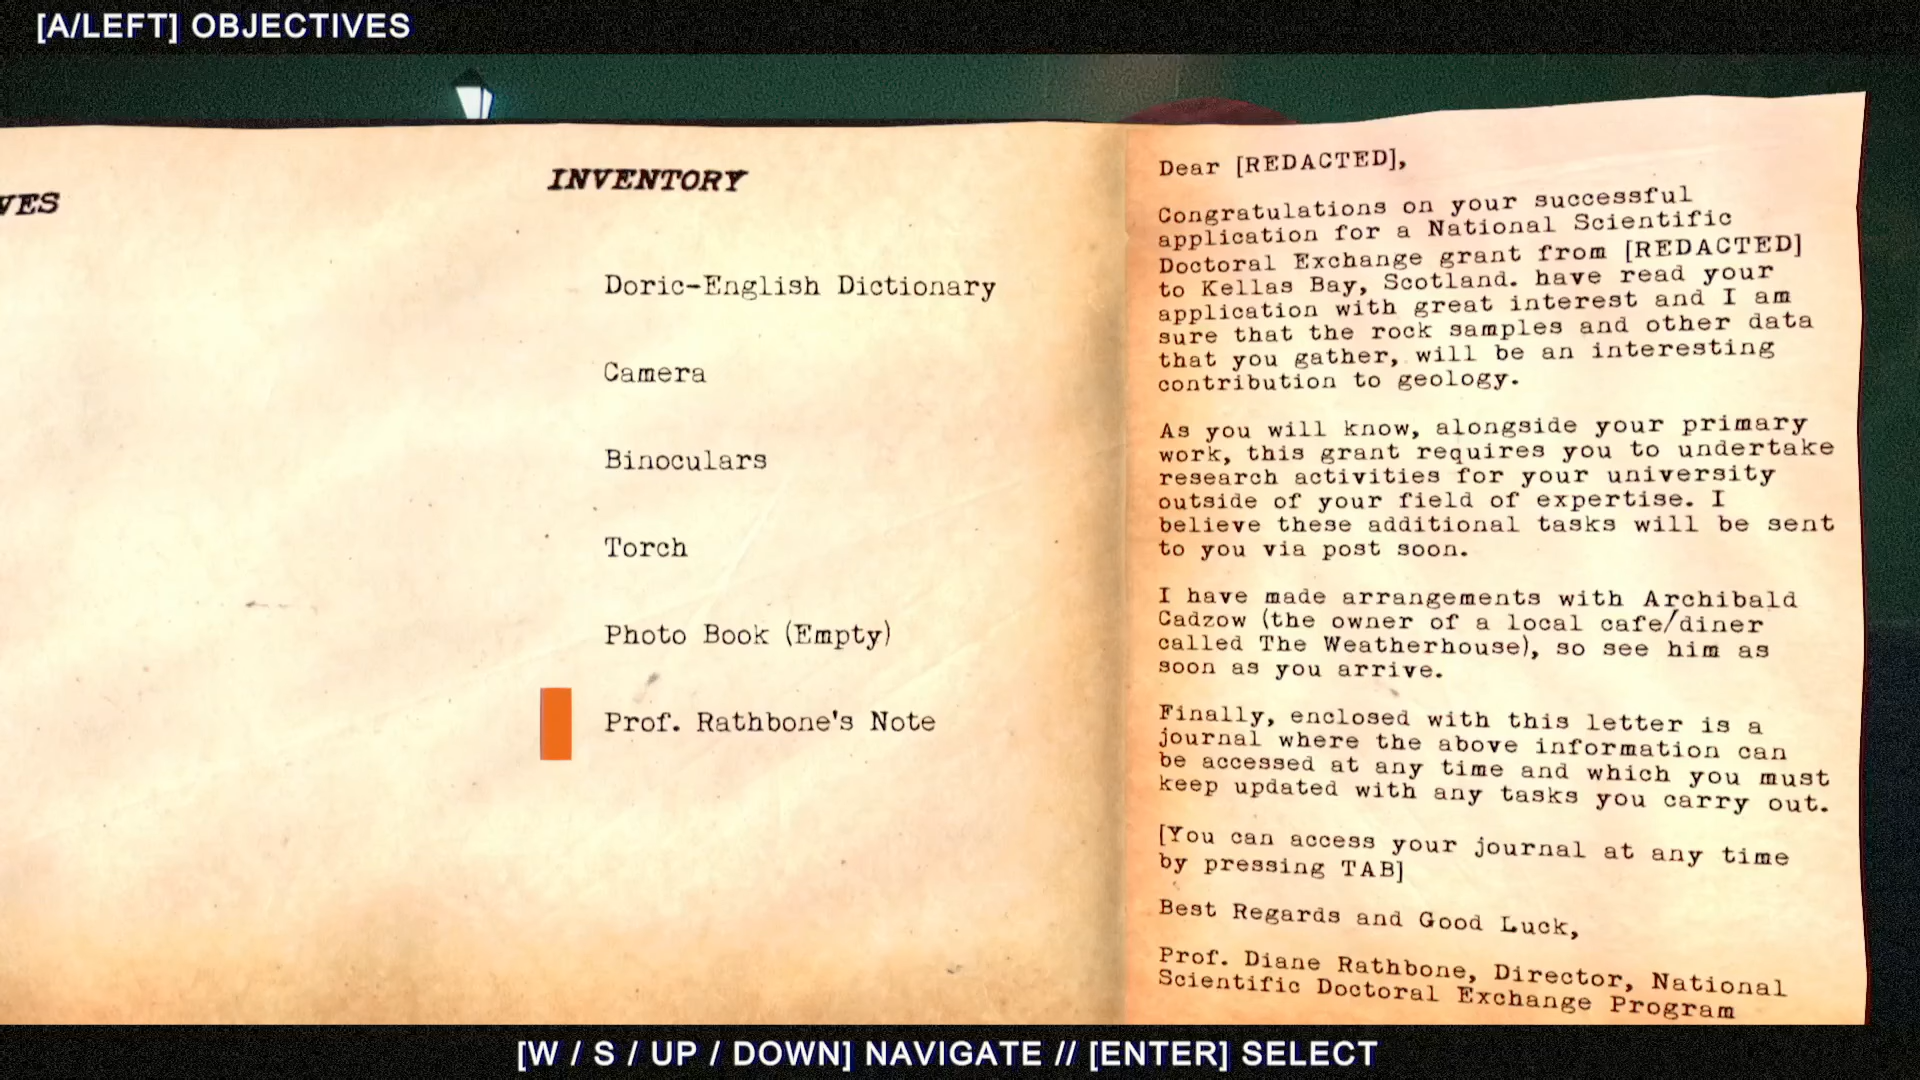 [A/LEFT] OBJECTIVES
VES
INVENTORY
Doric-English Dictionary
Camera
Binoculars
Torch
Photo Book (Empty)
Prof. Rathbone's Note
Dear [REDACTED],
Congratulations on your successful
application for a National Scientific
Doctoral Exchange grant from [REDACTED]
to Kellas Bay, Scotland. have read your
application with great interest and I am
sure that the rock samples and other data
that you gather, will be an interesting
contribution to geology.
As you will know, alongside your primary
work, this grant requires you to undertake
research activities for your university
outside of your field of expertise. I
believe these additional tasks will be sent
to you via post soon.
I have made arrangements with Archibald
Cadzow (the owner of a local cafe/diner
called The Weatherhouse), so see him as
soon as you arrive.
Finally, enclosed with this letter is a
journal where the above information can
be accessed at any time and which you must
keep updated with any tasks you carry out.
[You can access your journal at any time
by pressing TAB]
Best Regards and Good Luck,
Prof. Diane Rathbone, Director, National
Scientific Doctoral Exchange Program
[W / S / UP / DOWN] NAVIGATE // [ENTER] SELECT